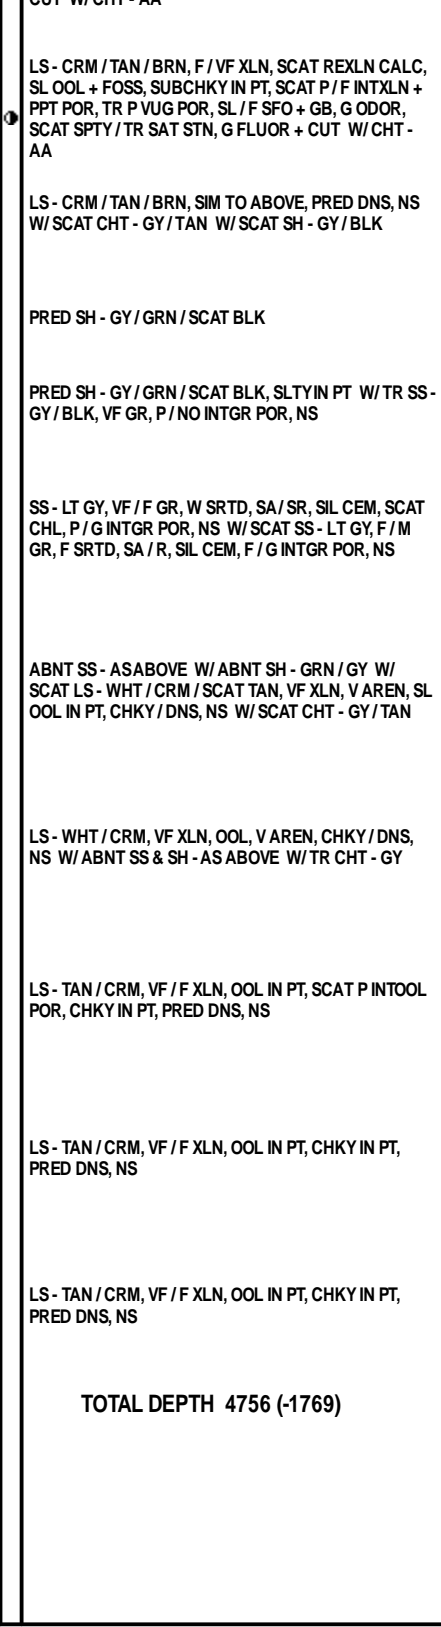 CUT W/ CHT - AA
LS - CRM / TAN / BRN, F / VF XLN, SCAT REXLN CALC,
SL OOL + FOSS, SUBCHKY IN PT, SCAT P / F INTXLN +
PPT POR, TR P VUG POR, SL / F SFO + GB, G ODOR,
SCAT SPTY / TR SAT STN, G FLUOR + CUT W/ CHT -
AA
LS - CRM / TAN / BRN, SIM TO ABOVE, PRED DNS, NS
W/ SCAT CHT - GY / TAN W/ SCAT SH - GY / BLK
PRED SH - GY / GRN / SCAT BLK
PRED SH - GY / GRN / SCAT BLK, SLTY IN PT W/ TR SS -
GY / BLK, VF GR, P / NO INTGR POR, NS
SS - LT GY, VF / F GR, W SRTD, SA / SR, SIL CEM, SCAT
CHL, P / G INTGR POR, NS W/ SCAT SS - LT GY, F / M
GR, F SRTD, SA / R, SIL CEM, F / G INTGR POR, NS
ABNT SS - AS ABOVE W/ ABNT SH - GRN / GY W/
SCAT LS - WHT / CRM / SCAT TAN, VF XLN, V AREN, SL
OOL IN PT, CHKY / DNS, NS W/ SCAT CHT - GY / TAN
LS - WHT / CRM, VF XLN, OOL, V AREN, CHKY / DNS,
NS W/ ABNT SS & SH - AS ABOVE W/ TR CHT - GY
LS - TAN / CRM, VF / F XLN, OOL IN PT, SCAT P INTOOL
POR, CHKY IN PT, PRED DNS, NS
LS - TAN / CRM, VF / F XLN, OOL IN PT, CHKY IN PT,
PRED DNS, NS
LS - TAN / CRM, VF / F XLN, OOL IN PT, CHKY IN PT,
PRED DNS, NS
TOTAL DEPTH 4756 (-1769)